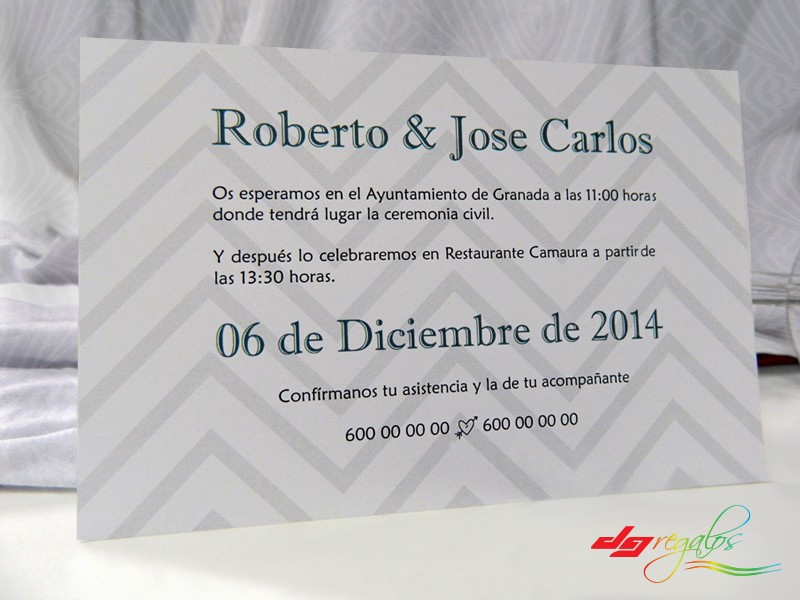 Roberto & Jose Carlos
Os esperamos en el Ayuntamiento de Granada a las 11:00 horas
donde tendrá lugar la ceremonia civil.
Y después lo celebraremos en Restaurante Camaura a partir de
las 13:30 horas.
06 de Diciembre de 2014
Confírmanos tu asistencia y la de tu acompañante
600 00 00 00 600 00 00 00
dg regalos